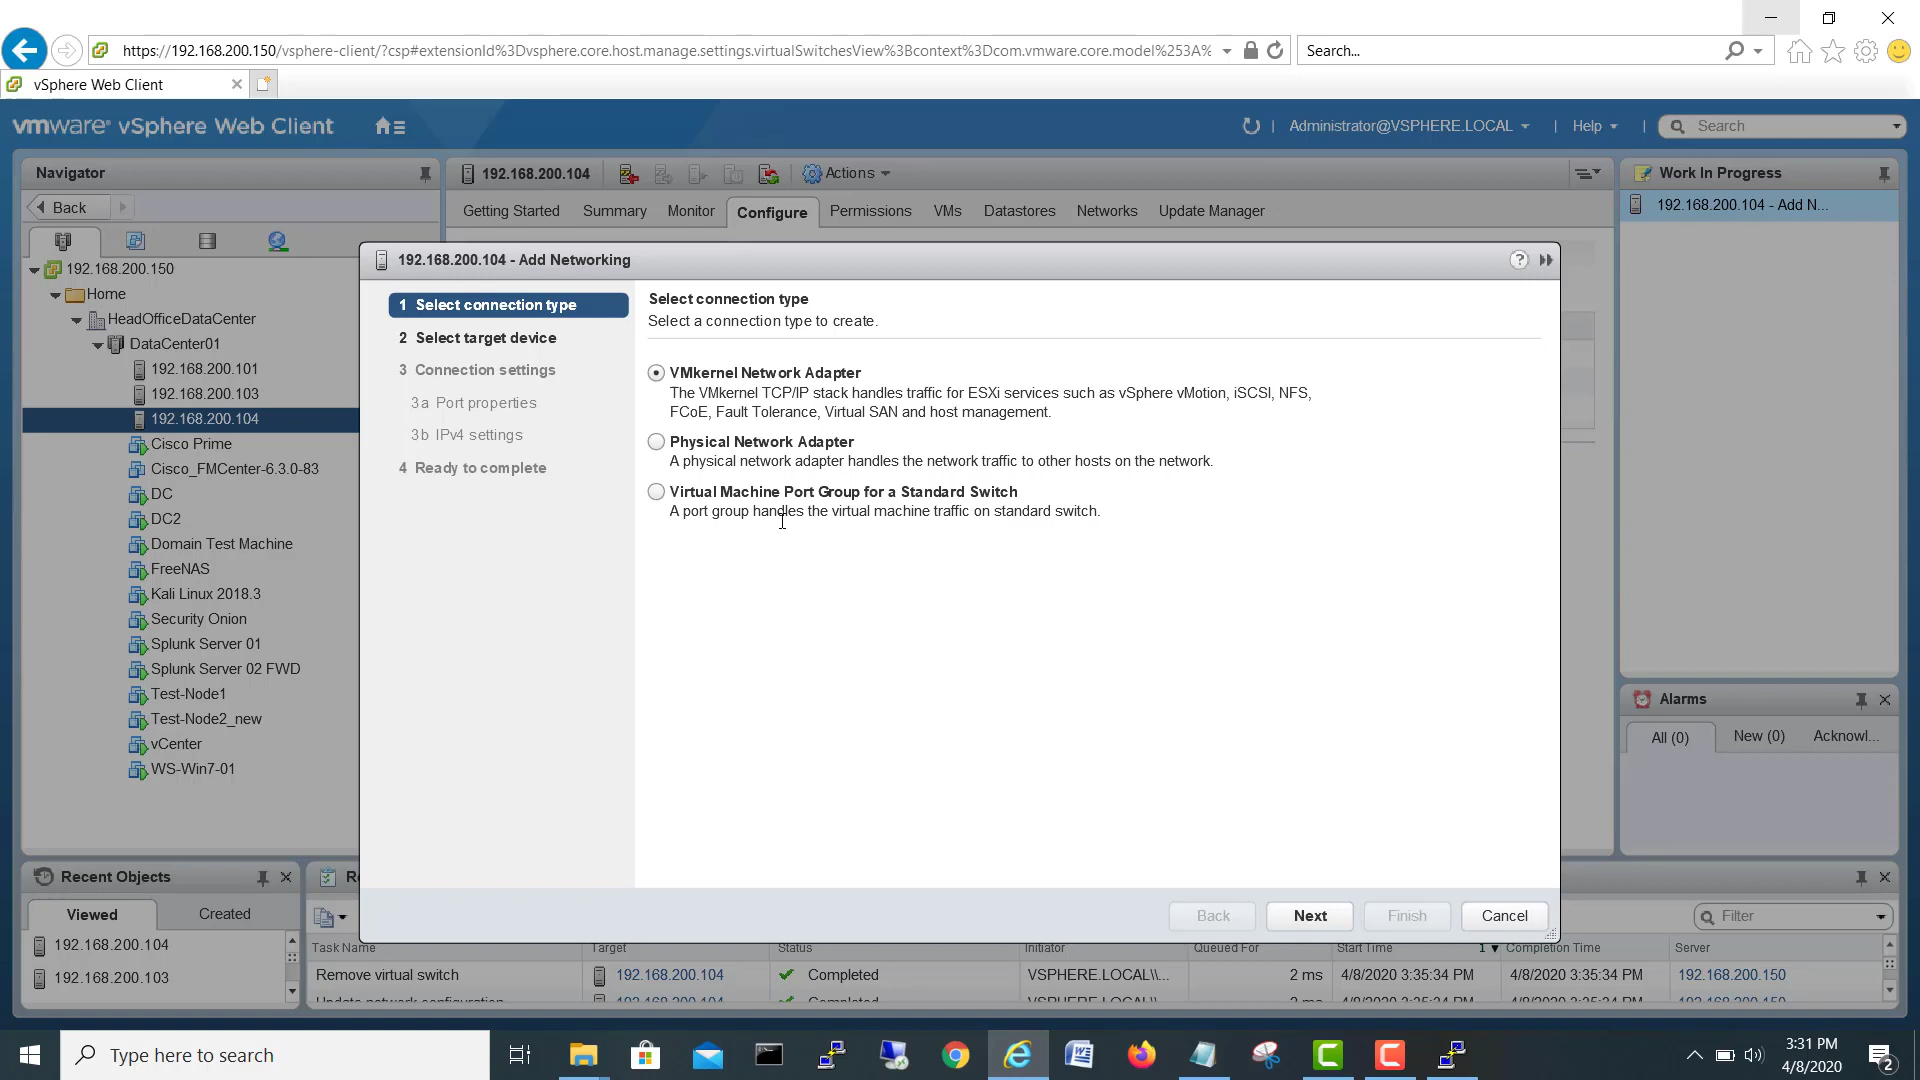 https://192.168.200.150/vsphere-client/?csp#extensionId%3Dvsphere.core.host.manage.settings.virtualSwitchesView%3Bcontext%3Dcom.vmware.core.model%253A%
Search...
vSphere Web Client
vmware® vSphere Web Client
Administrator@VSPHERE.LOCAL
Help
Search
Navigator
192.168.200.104
Actions
Work In Progress
Back
Getting Started
Summary
Monitor
Configure
Permissions
VMs
Datastores
Networks
Update Manager
192.168.200.104 - Add N...
192.168.200.150
Home
HeadOfficeDataCenter
DataCenter01
192.168.200.101
192.168.200.103
192.168.200.104
Cisco Prime
Cisco_FMCenter-6.3.0-83
DC
DC2
Domain Test Machine
FreeNAS
Kali Linux 2018.3
Security Onion
Splunk Server 01
Splunk Server 02 FWD
Test-Node1
Test-Node2_new
vCenter
WS-Win7-01
192.168.200.104 - Add Networking
1 Select connection type
2 Select target device
3 Connection settings
3a Port properties
3b IPv4 settings
4 Ready to complete
Select connection type
Select a connection type to create.
VMkernel Network Adapter
The VMkernel TCP/IP stack handles traffic for ESXi services such as vSphere vMotion, iSCSI, NFS,
FCoE, Fault Tolerance, Virtual SAN and host management.
Physical Network Adapter
A physical network adapter handles the network traffic to other hosts on the network.
Virtual Machine Port Group for a Standard Switch
A port group handles the virtual machine traffic on standard switch.
Back
Next
Finish
Cancel
Alarms
All (0)
New (0)
Acknowl...
Recent Objects
Viewed
Created
192.168.200.104
192.168.200.103
Filter
Task Name
Target
Status
Initiator
Queued For
Start Time
1
Completion Time
Server
Remove virtual switch
192.168.200.104
Completed
VSPHERE.LOCAL\\...
2 ms
4/8/2020 3:35:34 PM
4/8/2020 3:35:34 PM
192.168.200.150
Type here to search
3:31 PM
4/8/2020
2